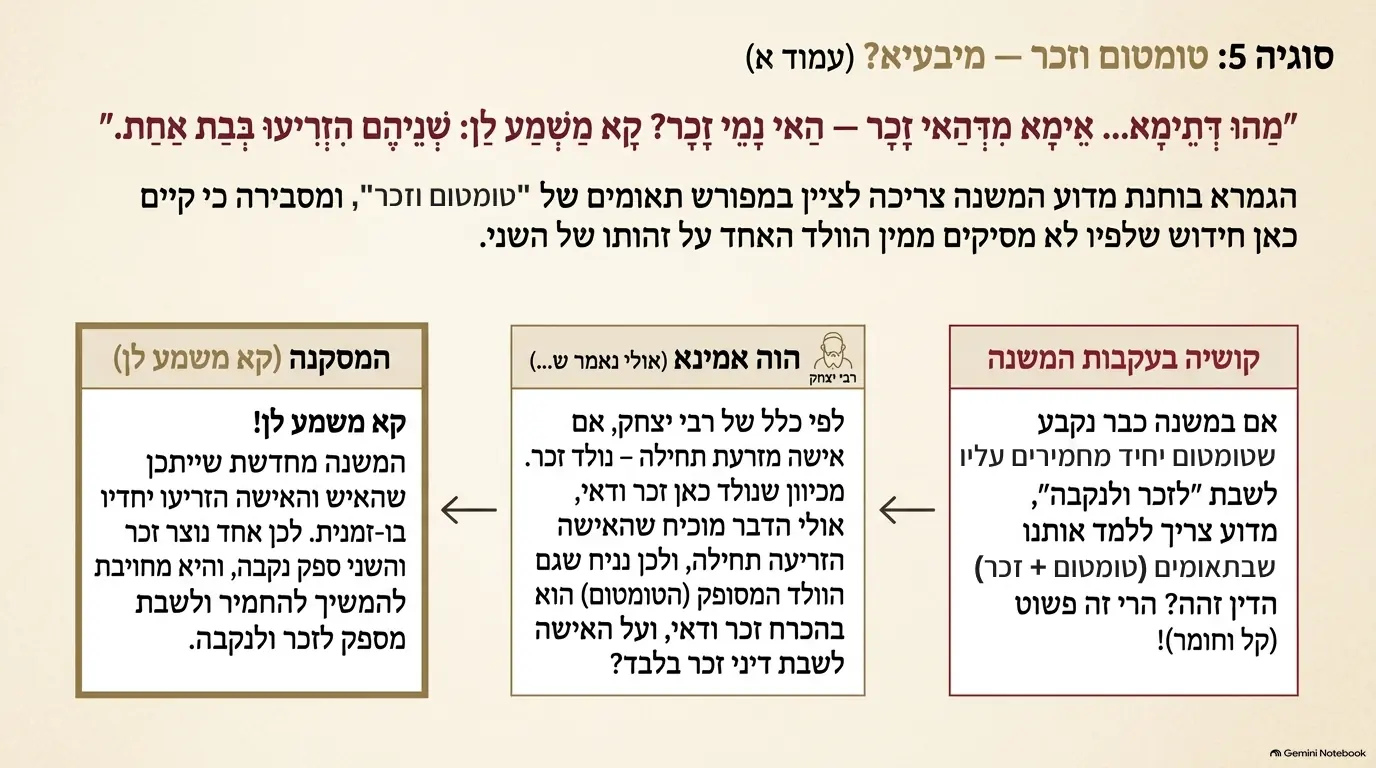 סוגיה 5: טומטום וזכר – מיבעיא? (עמוד א)
"מַהוּ דְּתֵימָא... אֵימָא מִדְּהַאי זָכָר – הַאי נָמֵי זָכָר? קָא מַשְׁמַע לַן: שְׁנֵיהֶם הִזְרִיעוּ בְּבַת אַחַת."
הגמרא בוחנת מדוע המשנה צריכה לציין במפורש תאומים של "טומטום וזכר", ומסבירה כי קיים
כאן חידוש שלפיו לא מסיקים ממין הוולד האחד על זהותו של השני.
קושיה בעקבות המשנה
אם במשנה כבר נקבע
שטומטום יחיד מחמירים עליו
לשבת "לזכר ולנקבה",
מדוע צריך ללמד אותנו
שבתאומים (טומטום + זכר)
הדין זהה? הרי זה פשוט
(קל וחומר)!
הוה אמינא (אולי נאמר ש...)
רבי יצחק
לפי כלל של רבי יצחק, אם
אישה מזרעת תחילה – נולד זכר.
מכיוון שנולד כאן זכר ודאי,
אולי הדבר מוכיח שהאישה
הזריעה תחילה, ולכן נניח שגם
הוולד המסופק (הטומטום) הוא
בהכרח זכר ודאי, ועל האישה
לשבת דיני זכר בלבד?
המסקנה (קא משמע לן)
קא משמע לן!
המשנה מחדשת שייתכן
שהאיש והאישה הזריעו יחדיו
בו-זמנית. לכן אחד נוצר זכר
והשני ספק נקבה, והיא מחויבת
להמשיך להחמיר ולשבת
מספק לזכר ולנקבה.
Gemini Notebook